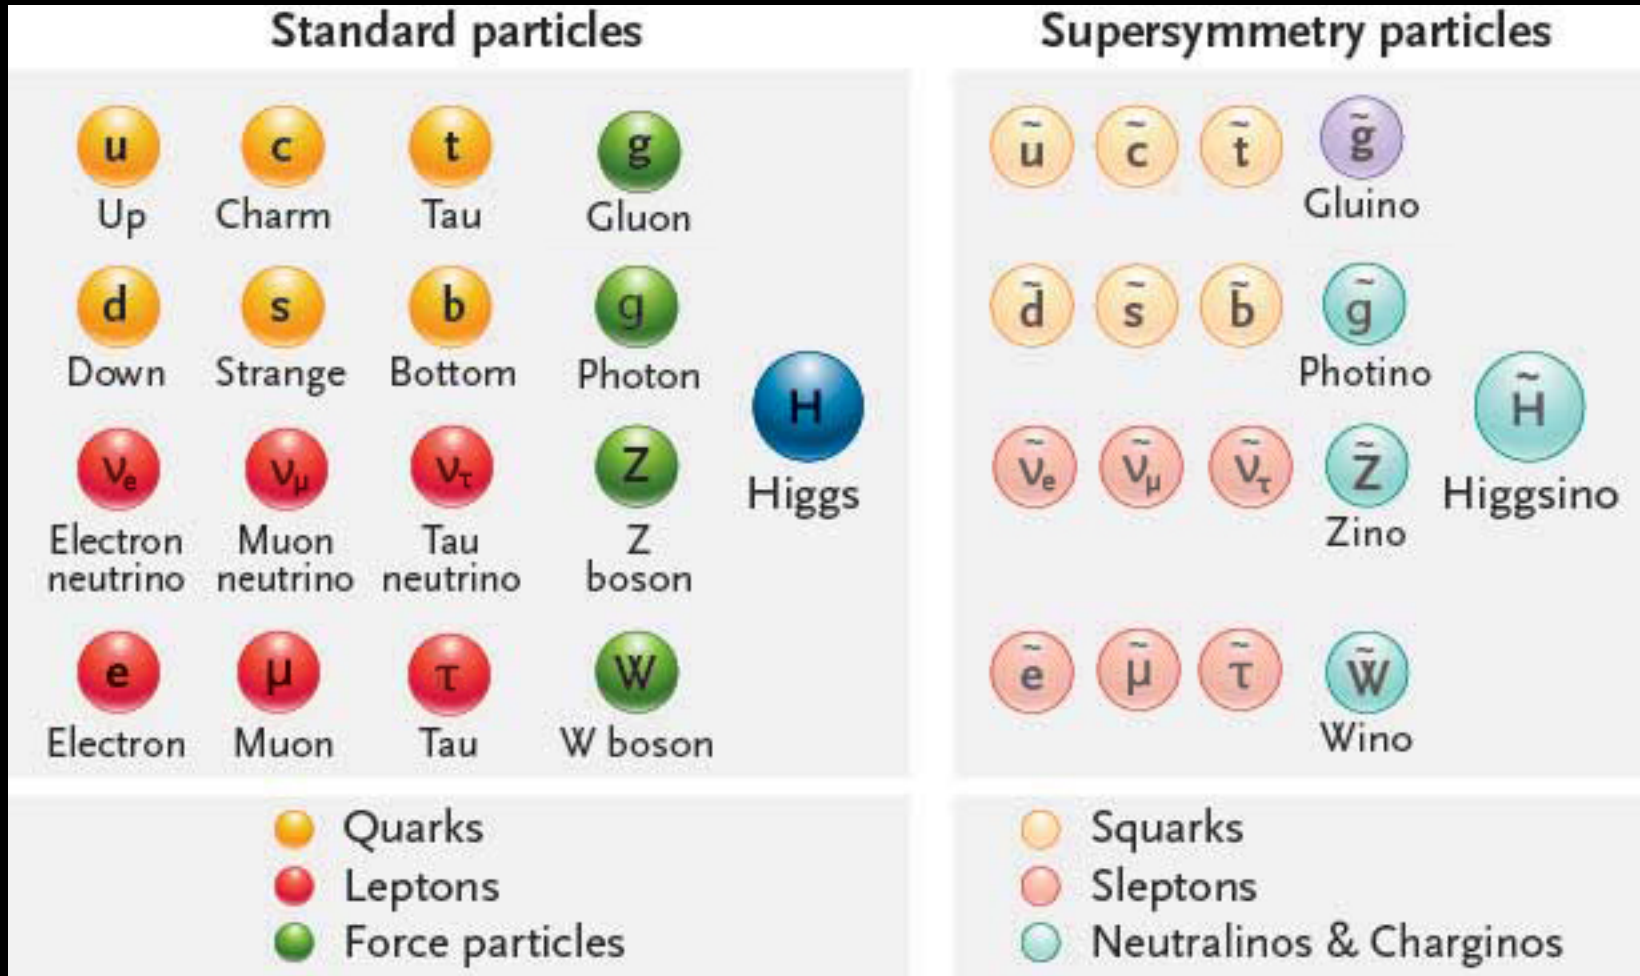 Standard particles
Supersymmetry particles
u c t g
Up Charm Tau Gluon
d s b g
Down Strange Bottom Photon
H
Higgs
νe νμ ντ Z
Electron neutrino Muon neutrino Tau neutrino Z boson
e μ τ W
Electron Muon Tau W boson
Quarks
Leptons
Force particles
ũ c̃ t̃ g̃
Gluino
d̃ s̃ b̃ g̃
Photino
H̃
Higgsino
ν̃e ν̃μ ν̃τ Z̃
Zino
ẽ μ̃ τ̃ W̃
Wino
Squarks
Sleptons
Neutralinos & Charginos